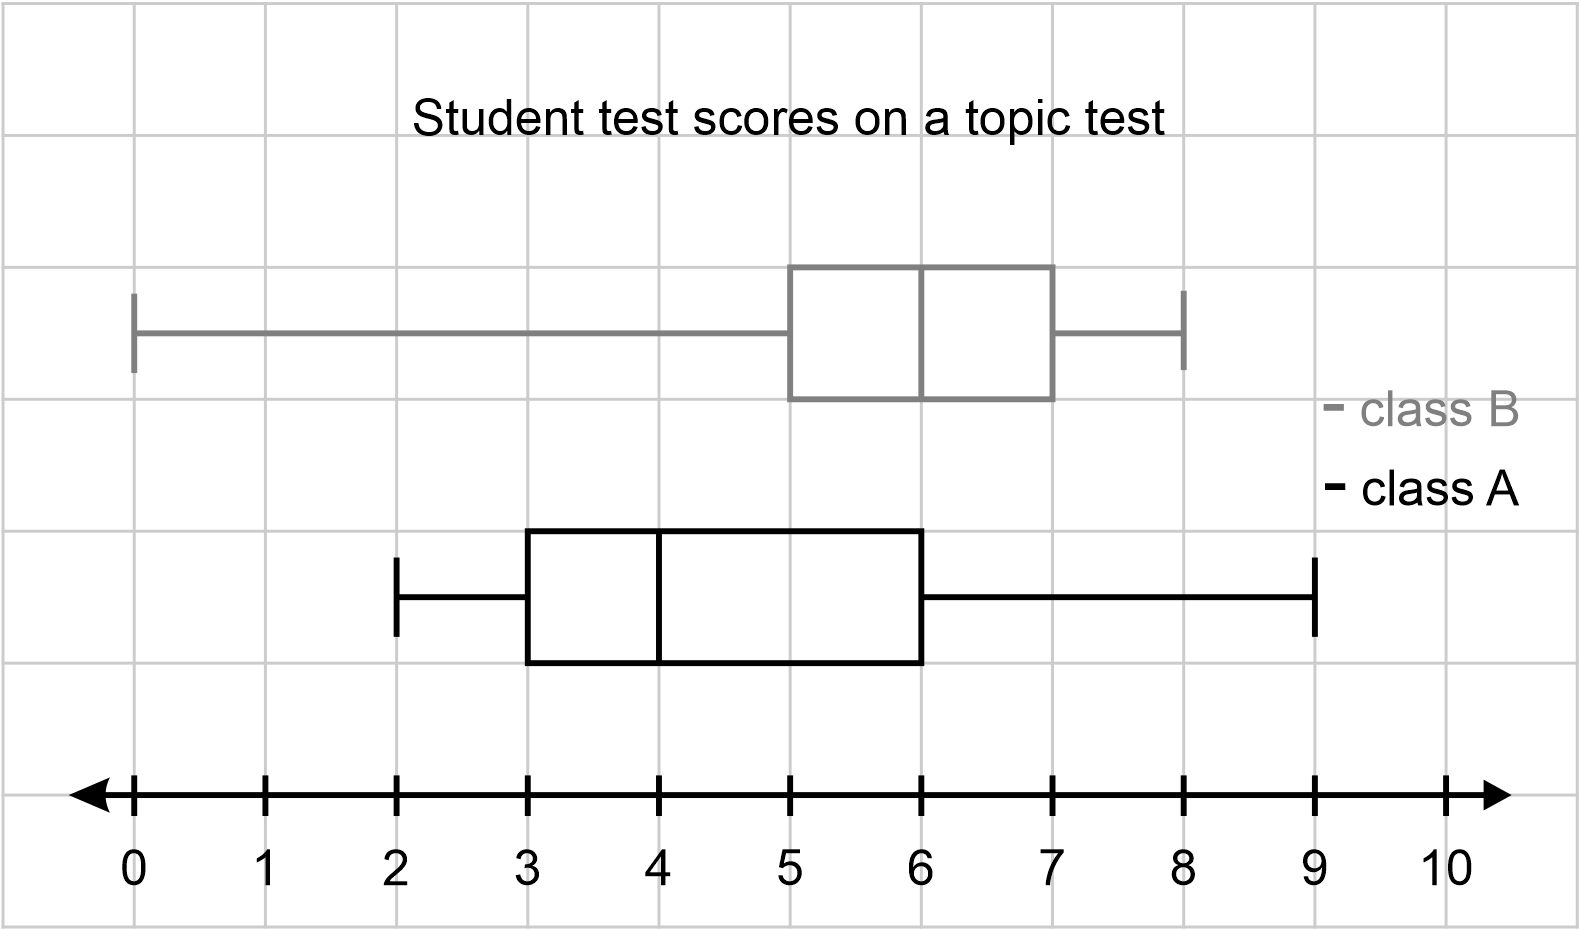 Student test scores on a topic test
- class B
- class A
0 1 2 3 4 5 6 7 8 9 10